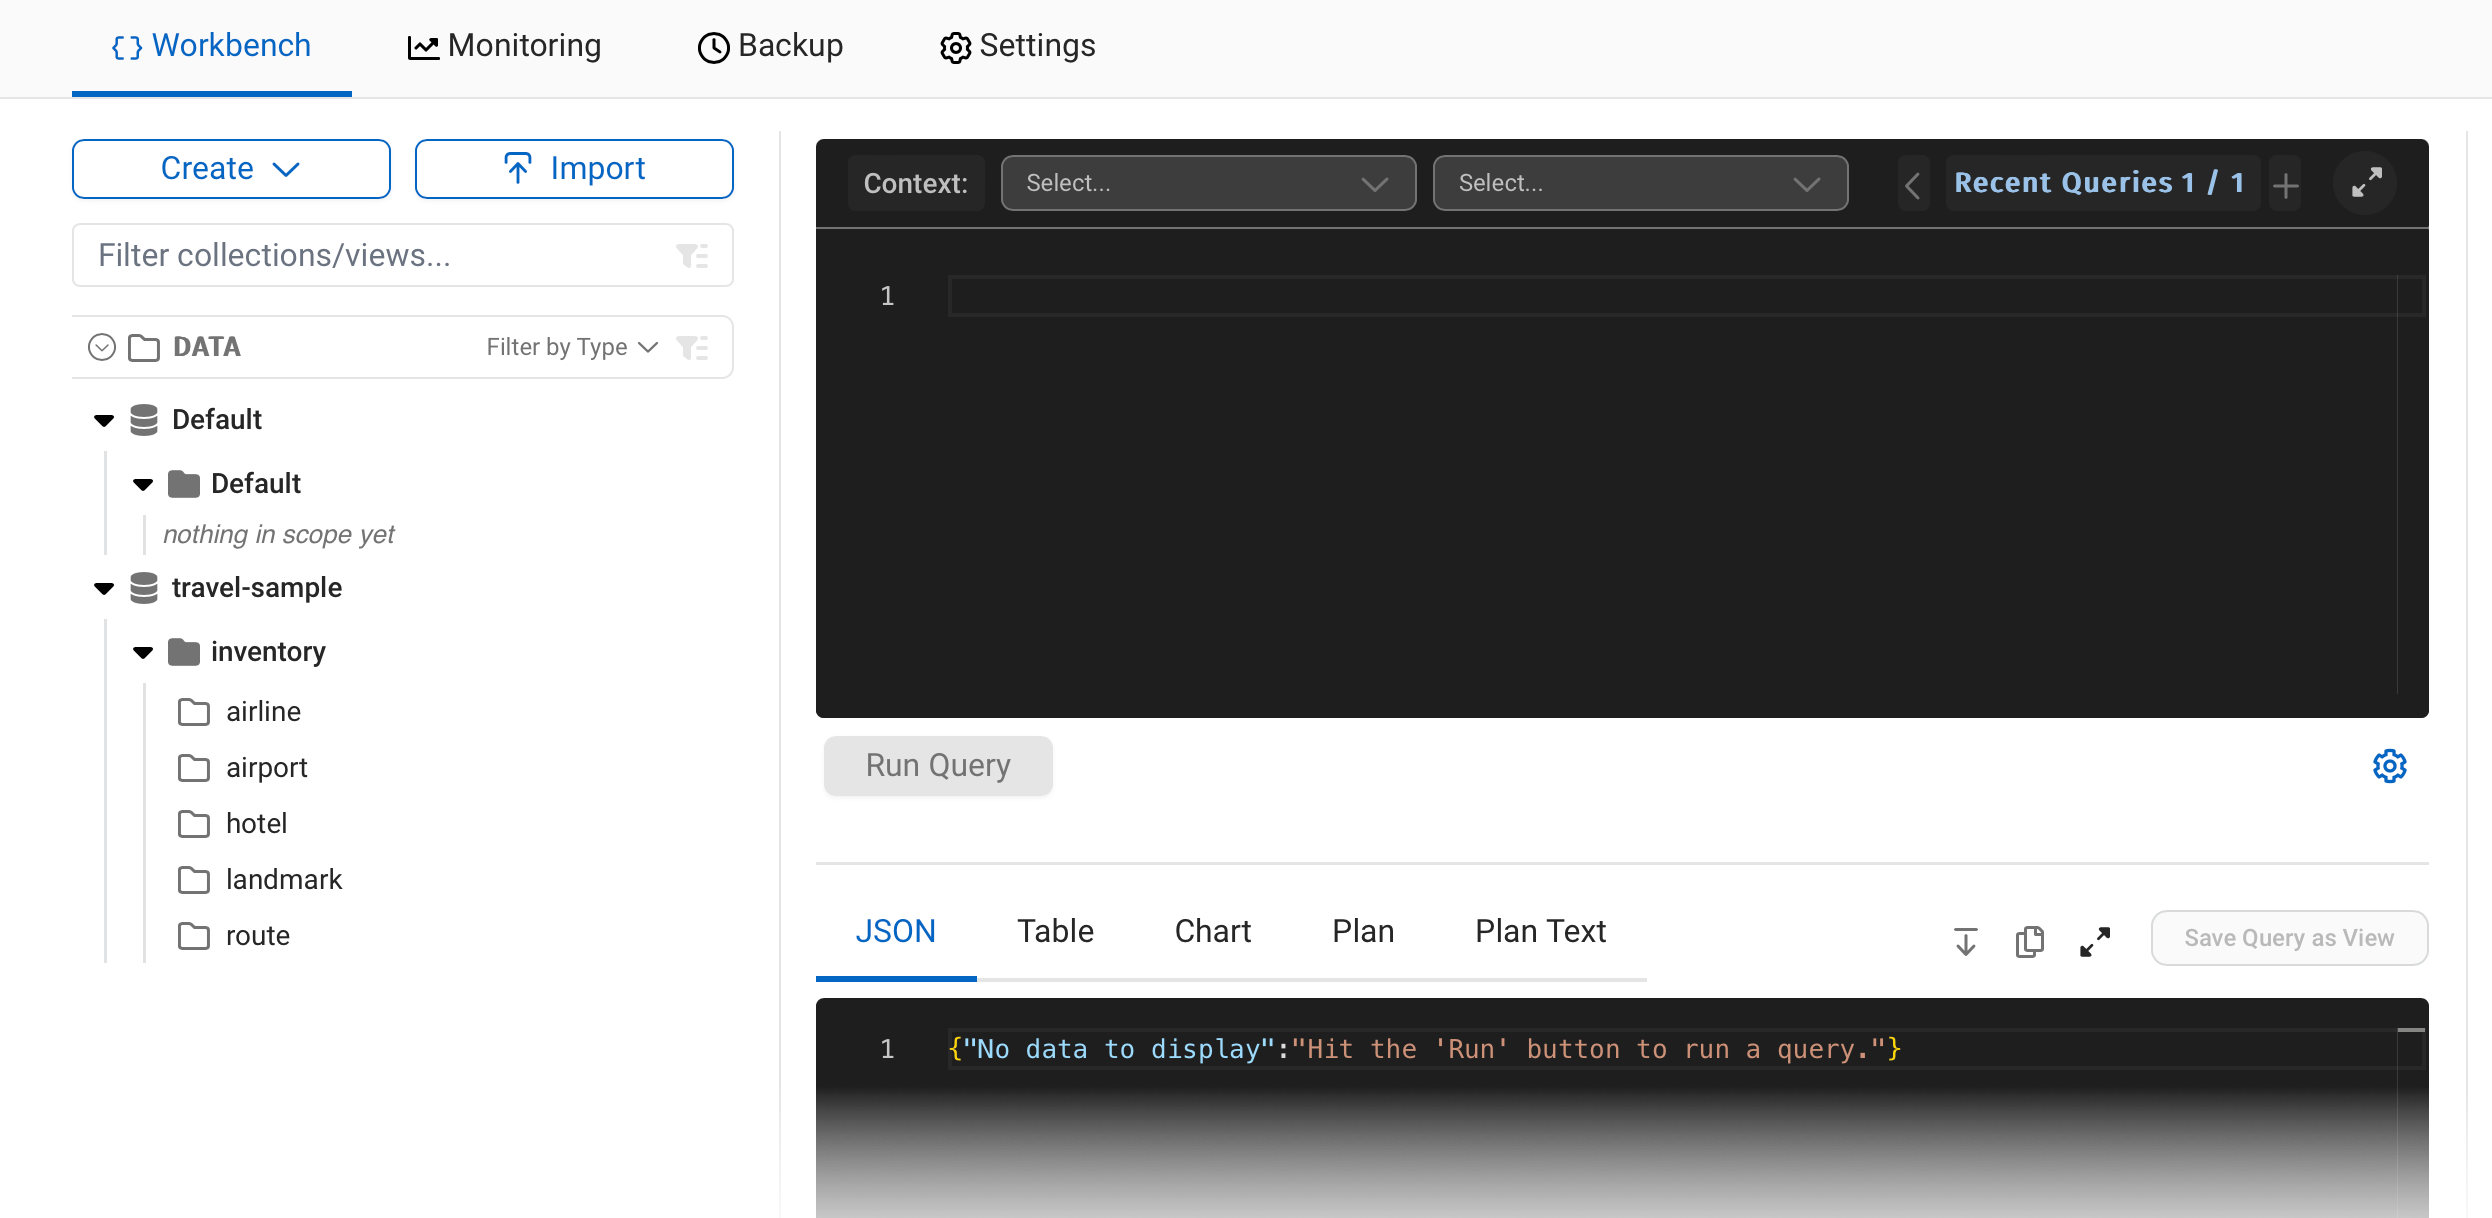 Workbench Monitoring Backup Settings
Create Import
Filter collections/views...
DATA Filter by Type
Default
Default
nothing in scope yet
travel-sample
inventory
airline
airport
hotel
landmark
route
Context: Select... Select... Recent Queries 1 / 1
1
Run Query
JSON Table Chart Plan Plan Text Save Query as View
1 {"No data to display":"Hit the 'Run' button to run a query."}